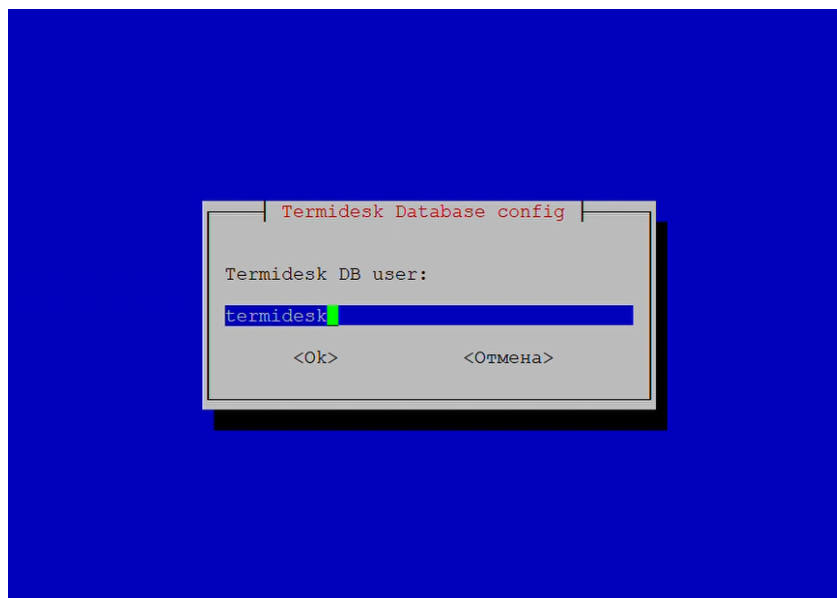 Termidesk Database config
Termidesk DB user:
termidesk
<Ok> <Отмена>